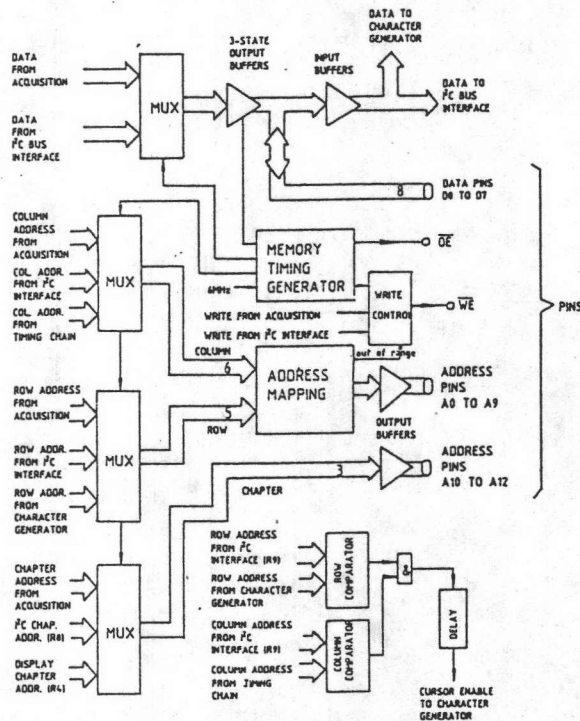 DATA
FROM
ACQUISITION
DATA
FROM
I²C BUS
INTERFACE
MUX
3-STATE
OUTPUT
BUFFERS
INPUT
BUFFERS
DATA TO
CHARACTER
GENERATOR
DATA TO
I²C BUS
INTERFACE
8
DATA PINS
D0 TO D7
COLUMN
ADDRESS
FROM
ACQUISITION
COL. ADDR.
FROM I²C
INTERFACE
COL. ADDR.
FROM
TIMING CHAIN
MUX
MEMORY
TIMING
GENERATOR
6MHz
OE
WRITE
CONTROL
WE
WRITE FROM ACQUISITION
WRITE FROM I²C INTERFACE
PINS
COLUMN
6
out of range
ADDRESS
MAPPING
ADDRESS
PINS
A0 TO A9
OUTPUT
BUFFERS
ROW ADDRESS
FROM
ACQUISITION
ROW ADDR.
FROM I²C
INTERFACE
ROW ADDR.
FROM
CHARACTER
GENERATOR
MUX
5
ROW
3
CHAPTER
ADDRESS
PINS
A10 TO A12
CHAPTER
ADDRESS
FROM
ACQUISITION
I²C CHAP.
ADDR. (R8)
DISPLAY
CHAPTER
ADDR. (R4)
MUX
ROW ADDRESS
FROM I²C
INTERFACE (R9)
ROW ADDRESS
FROM CHARACTER
GENERATOR
ROW
COMPARATOR
COLUMN ADDRESS
FROM I²C
INTERFACE (R9)
COLUMN ADDRESS
FROM TIMING
CHAIN
COLUMN
COMPARATOR
&
DELAY
CURSOR ENABLE
TO CHARACTER
GENERATOR